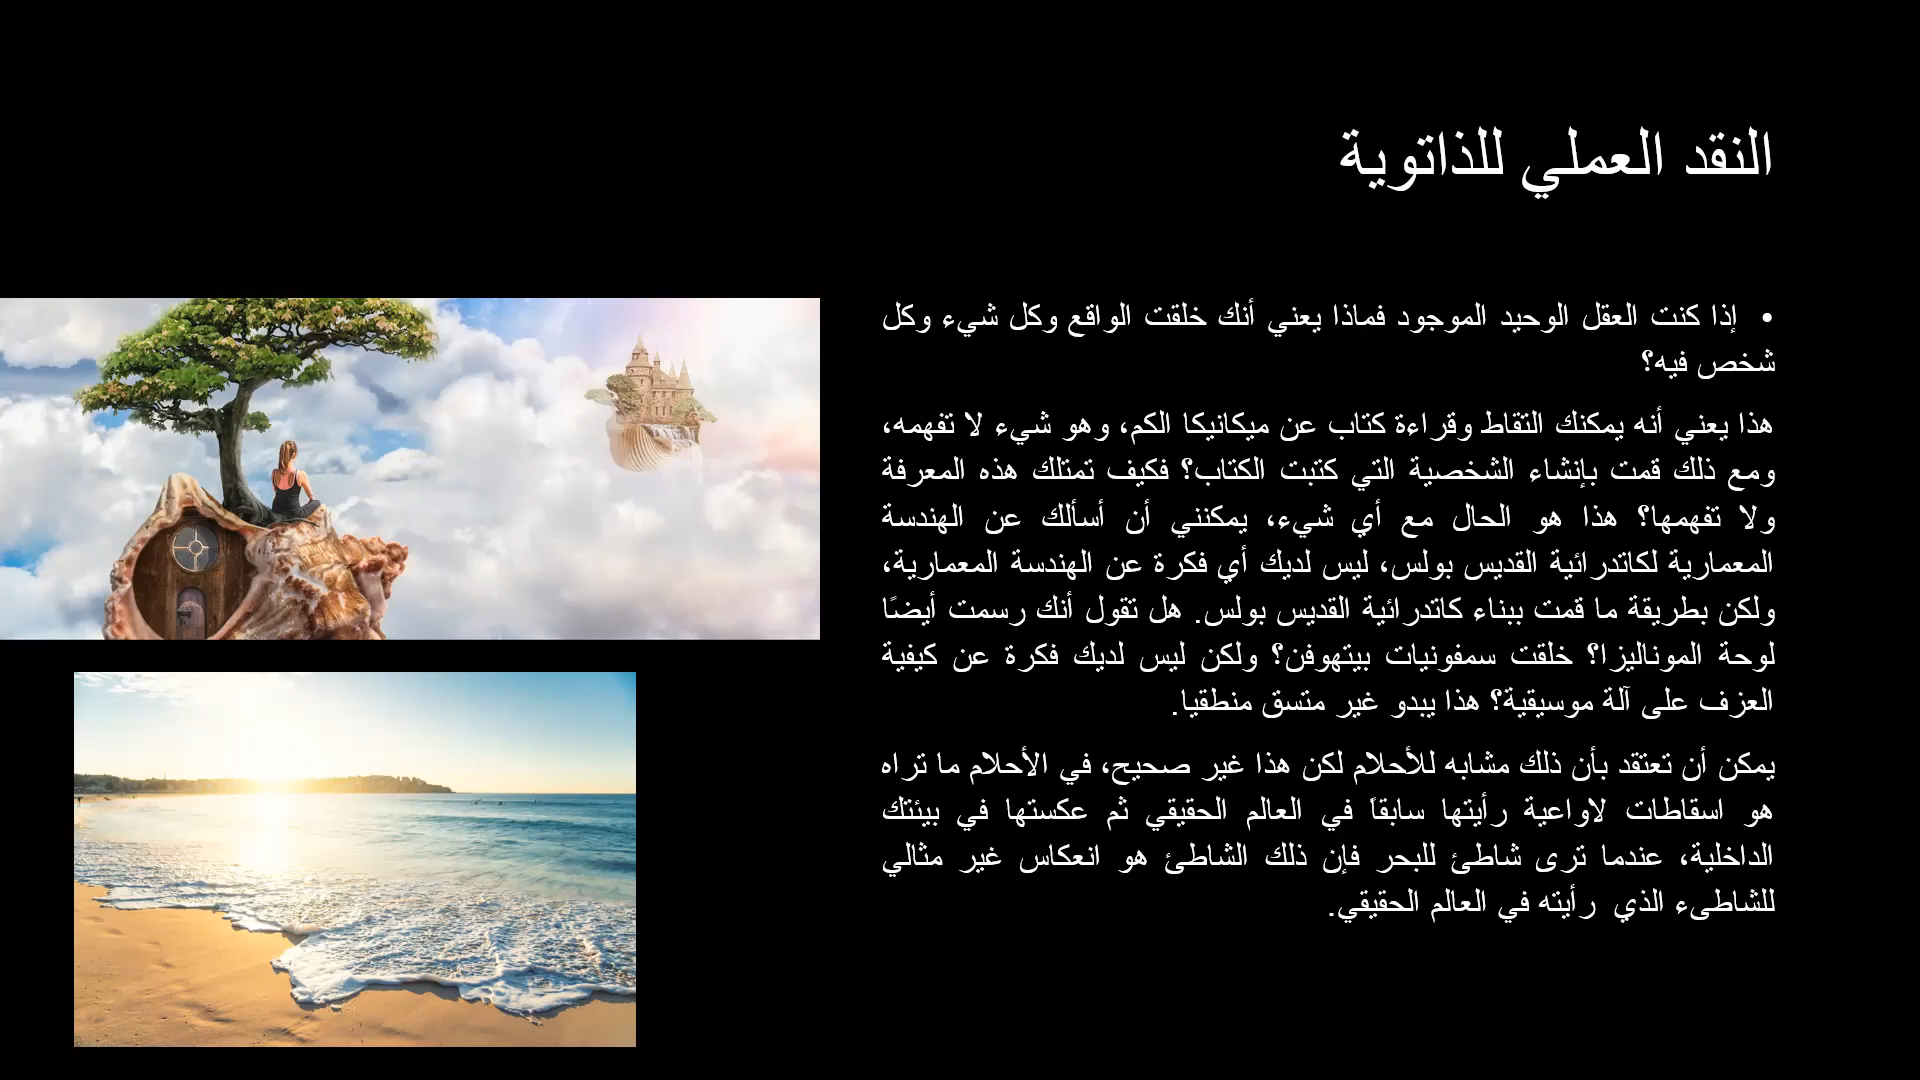 النقد العملي للذاتوية
• إذا كنت العقل الوحيد الموجود فماذا يعني أنك خلقت الواقع وكل شيء وكل
شخص فيه؟
هذا يعني أنه يمكنك التقاط وقراءة كتاب عن ميكانيكا الكم، وهو شيء لا تفهمه،
ومع ذلك قمت بإنشاء الشخصية التي كتبت الكتاب؟ فكيف تمتلك هذه المعرفة
ولا تفهمها؟ هذا هو الحال مع أي شيء، يمكنني أن أسألك عن الهندسة
المعمارية لكاتدرائية القديس بولس، ليس لديك أي فكرة عن الهندسة المعمارية،
ولكن بطريقة ما قمت ببناء كاتدرائية القديس بولس. هل تقول أنك رسمت أيضًا
لوحة الموناليزا؟ خلقت سمفونيات بيتهوفن؟ ولكن ليس لديك فكرة عن كيفية
العزف على آلة موسيقية؟ هذا يبدو غير متسق منطقيا.
يمكن أن تعتقد بأن ذلك مشابه للأحلام لكن هذا غير صحيح، في الأحلام ما تراه
هو اسقاطات لاواعية رأيتها سابقاً في العالم الحقيقي ثم عكستها في بيئتك
الداخلية، عندما ترى شاطئ للبحر فإن ذلك الشاطئ هو انعكاس غير مثالي
للشاطىء الذي رأيته في العالم الحقيقي.